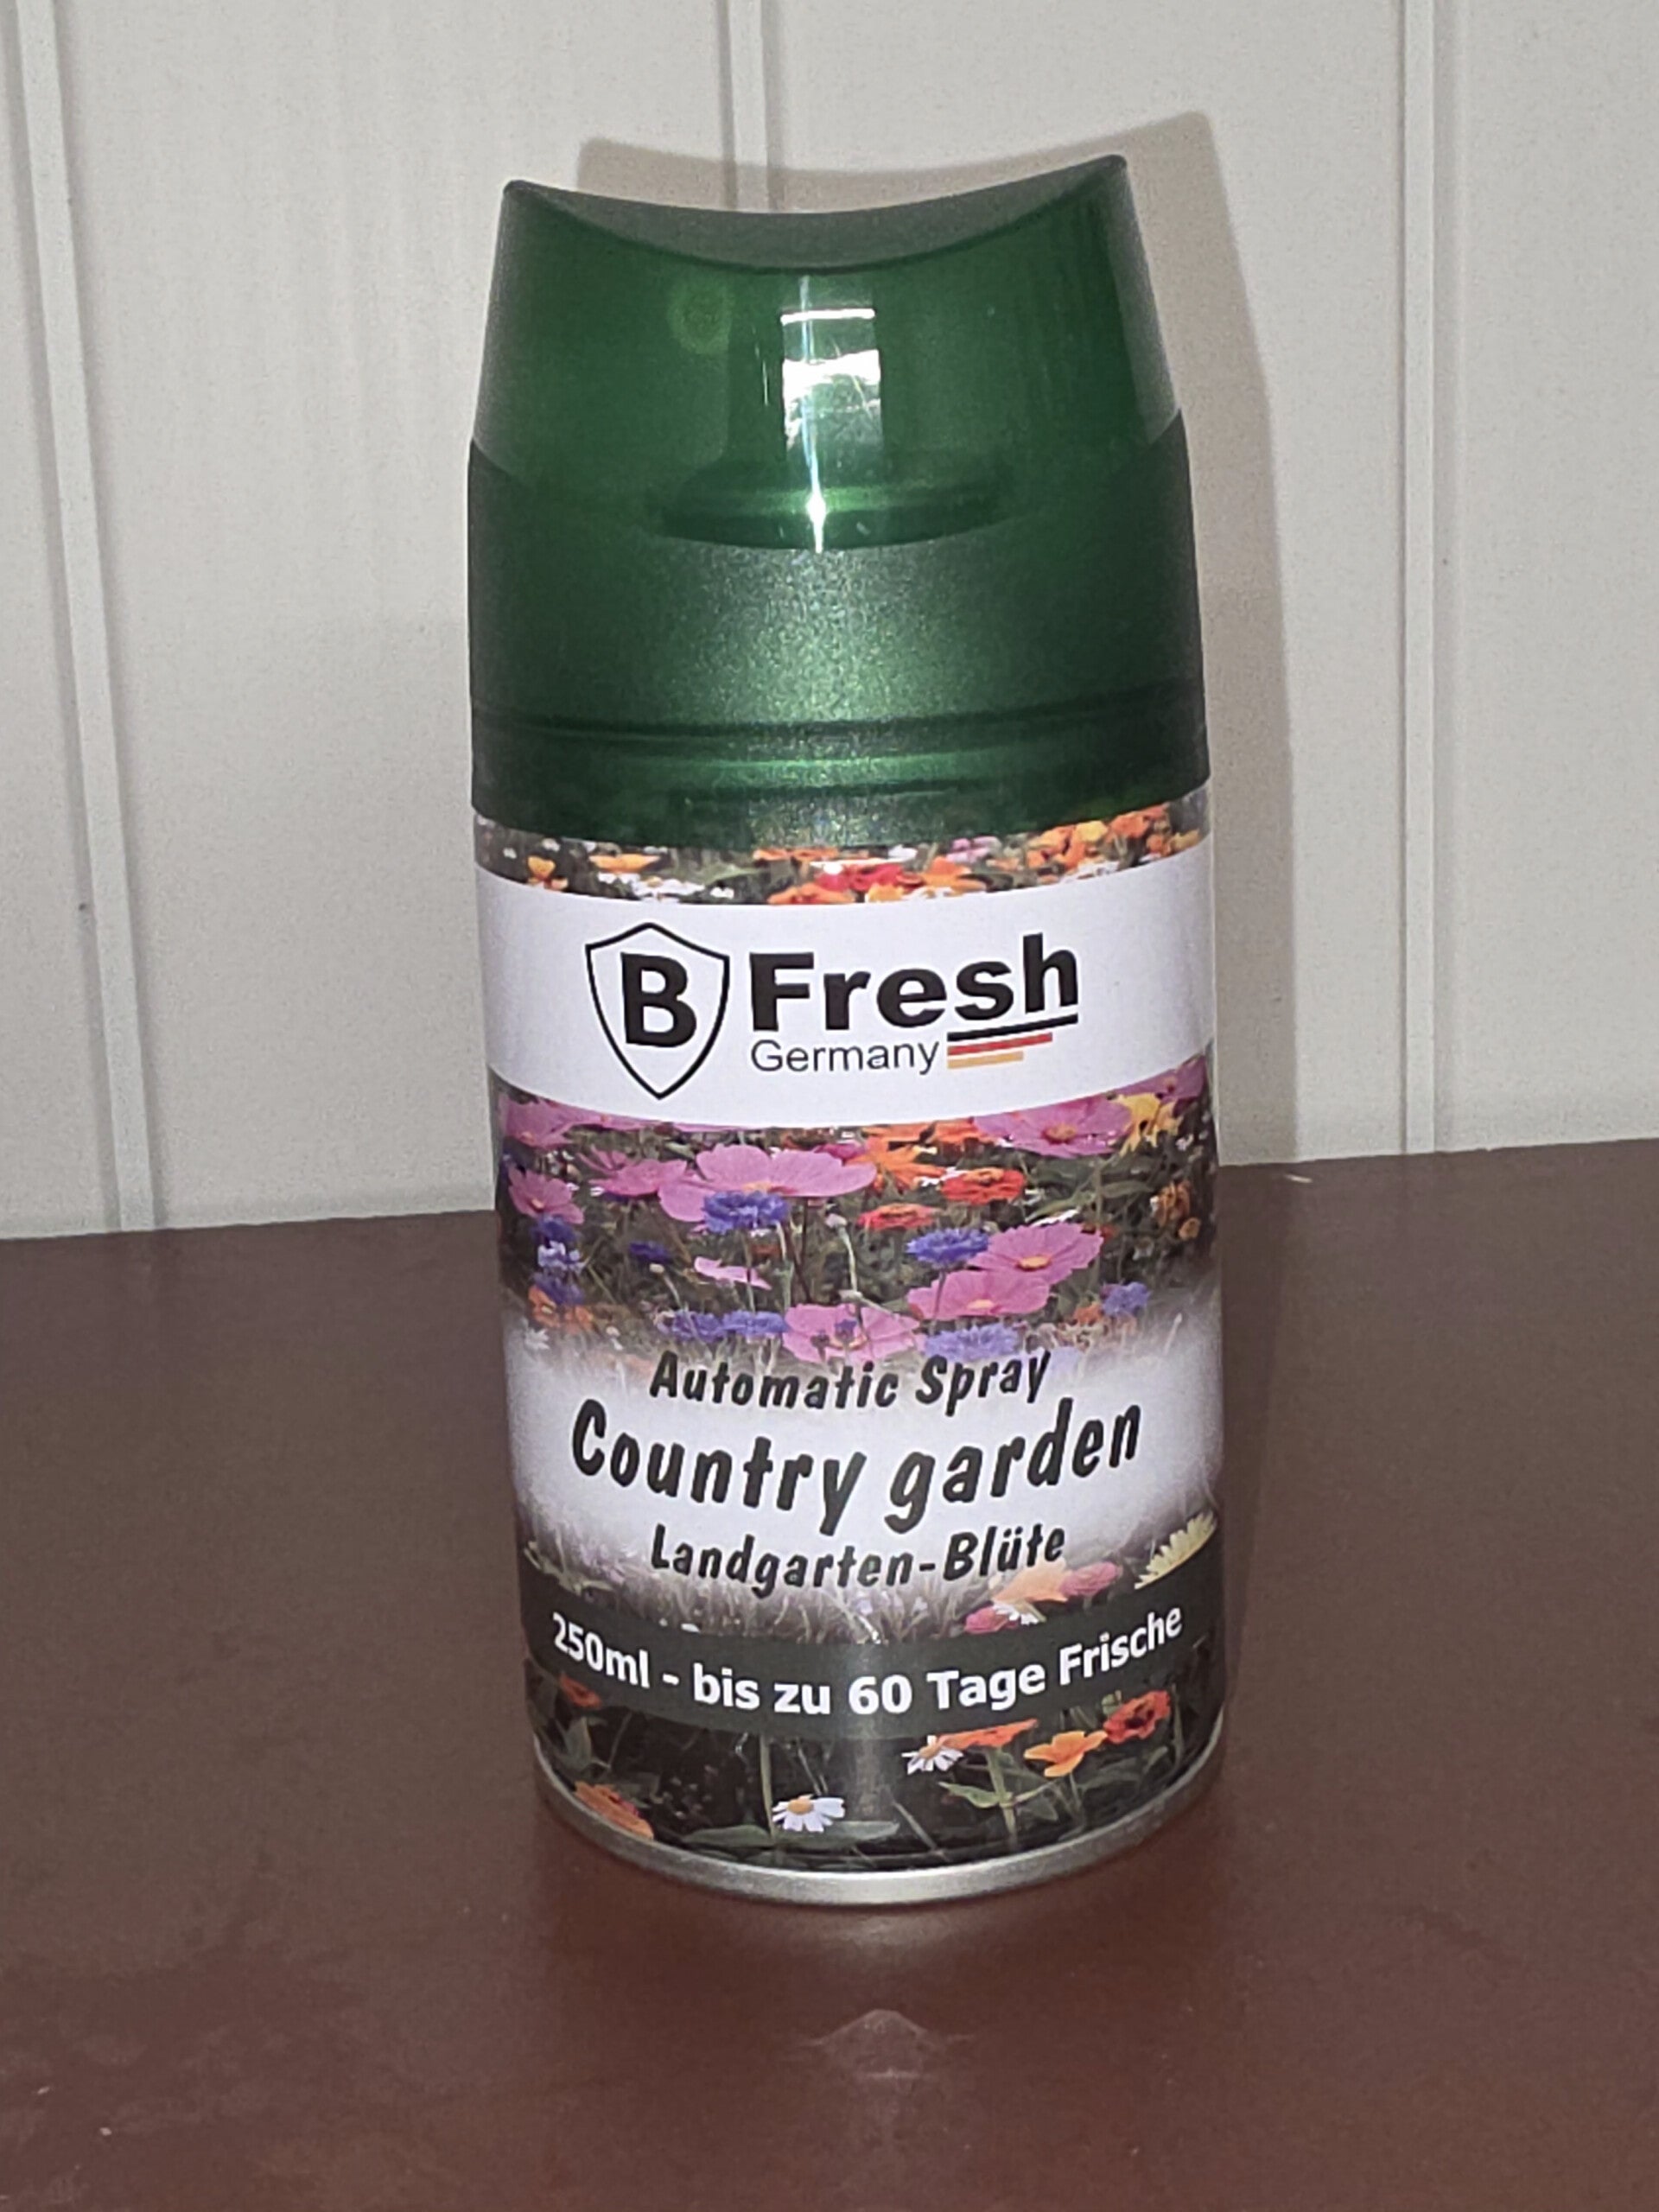 B Fresh
Germany
Automatic Spray
Country garden
Landgarten-Blüte
250ml - bis zu 60 Tage Frische